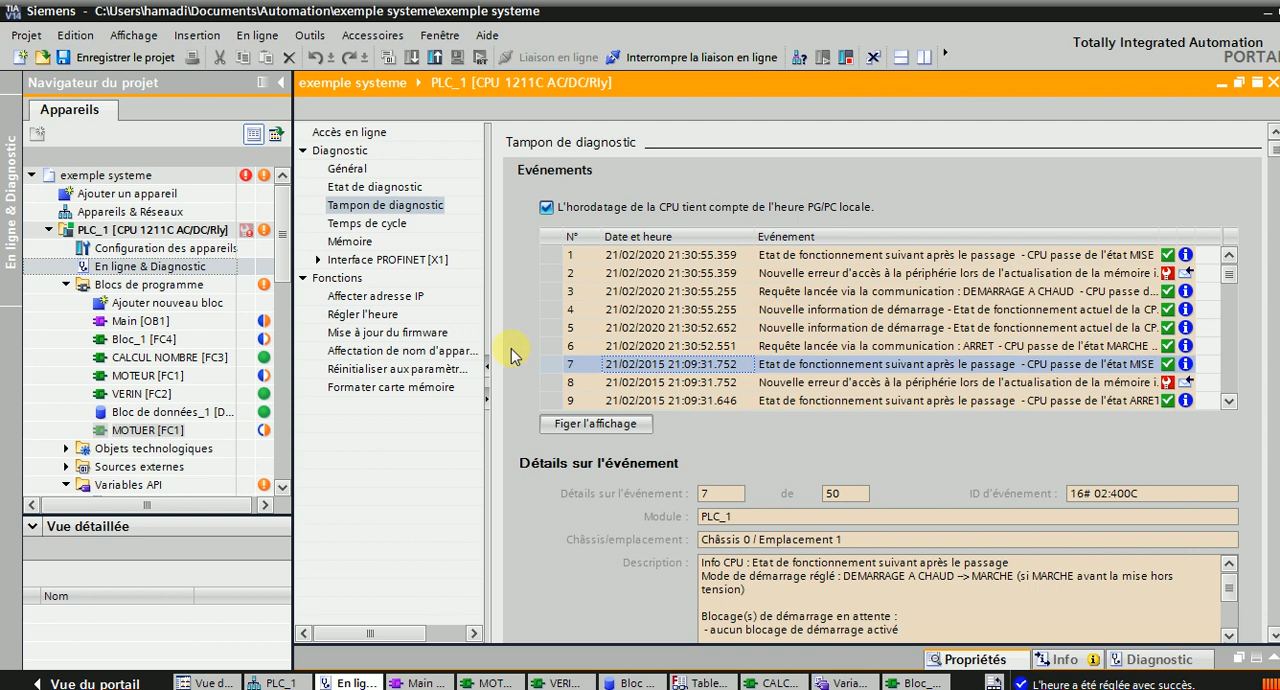 TIA V14 Siemens - C:\Users\hamadi\Documents\Automation\exemple systeme\exemple systeme
Projet Edition Affichage Insertion En ligne Outils Accessoires Fenêtre Aide
Enregistrer le projet Liaison en ligne Interrompre la liaison en ligne
Totally Integrated Automation
PORTA
Navigateur du projet
exemple systeme PLC_1 [CPU 1211C AC/DC/Rly]
Appareils
En ligne & Diagnostic
exemple systeme
Ajouter un appareil
Appareils & Réseaux
PLC_1 [CPU 1211C AC/DC/Rly]
Configuration des appareils
En ligne & Diagnostic
Blocs de programme
Ajouter nouveau bloc
Main [OB1]
Bloc_1 [FC4]
CALCUL NOMBRE [FC3]
MOTEUR [FC1]
VERIN [FC2]
Bloc de données_1 [D...
MOTUER [FC1]
Objets technologiques
Sources externes
Variables API
Vue détaillée
Nom
Accès en ligne
Diagnostic
Général
Etat de diagnostic
Tampon de diagnostic
Temps de cycle
Mémoire
Interface PROFINET [X1]
Fonctions
Affecter adresse IP
Régler l'heure
Mise à jour du firmware
Affectation de nom d'appar...
Réinitialiser aux paramètr...
Formater carte mémoire
Tampon de diagnostic
Evénements
L'horodatage de la CPU tient compte de l'heure PG/PC locale.
N° Date et heure Evénement
1 21/02/2020 21:30:55.359 Etat de fonctionnement suivant après le passage - CPU passe de l'état MISE
2 21/02/2020 21:30:55.359 Nouvelle erreur d'accès à la périphérie lors de l'actualisation de la mémoire i.
3 21/02/2020 21:30:55.255 Requête lancée via la communication : DEMARRAGE A CHAUD - CPU passe d...
4 21/02/2020 21:30:55.255 Nouvelle information de démarrage - Etat de fonctionnement actuel de la CP.
5 21/02/2020 21:30:52.652 Nouvelle information de démarrage - Etat de fonctionnement actuel de la CP.
6 21/02/2020 21:30:52.551 Requête lancée via la communication : ARRET - CPU passe de l'état MARCHE ..
7 21/02/2015 21:09:31.752 Etat de fonctionnement suivant après le passage - CPU passe de l'état MISE
8 21/02/2015 21:09:31.752 Nouvelle erreur d'accès à la périphérie lors de l'actualisation de la mémoire i.
9 21/02/2015 21:09:31.646 Etat de fonctionnement suivant après le passage - CPU passe de l'état ARRET
Figer l'affichage
Détails sur l'événement
Détails sur l'événement : 7 de 50 ID d'événement : 16# 02:400C
Module : PLC_1
Châssis/emplacement : Châssis 0 / Emplacement 1
Description : Info CPU : Etat de fonctionnement suivant après le passage
Mode de démarrage réglé : DEMARRAGE A CHAUD --> MARCHE (si MARCHE avant la mise hors
tension)
Blocage(s) de démarrage en attente :
- aucun blocage de démarrage activé
Propriétés Info Diagnostic
Vue du portail Vue d... PLC_1 En lig... Main ... MOT... VERI... Bloc ... Table... CALC... Varia... Bloc_... L'heure a été réglée avec succès.